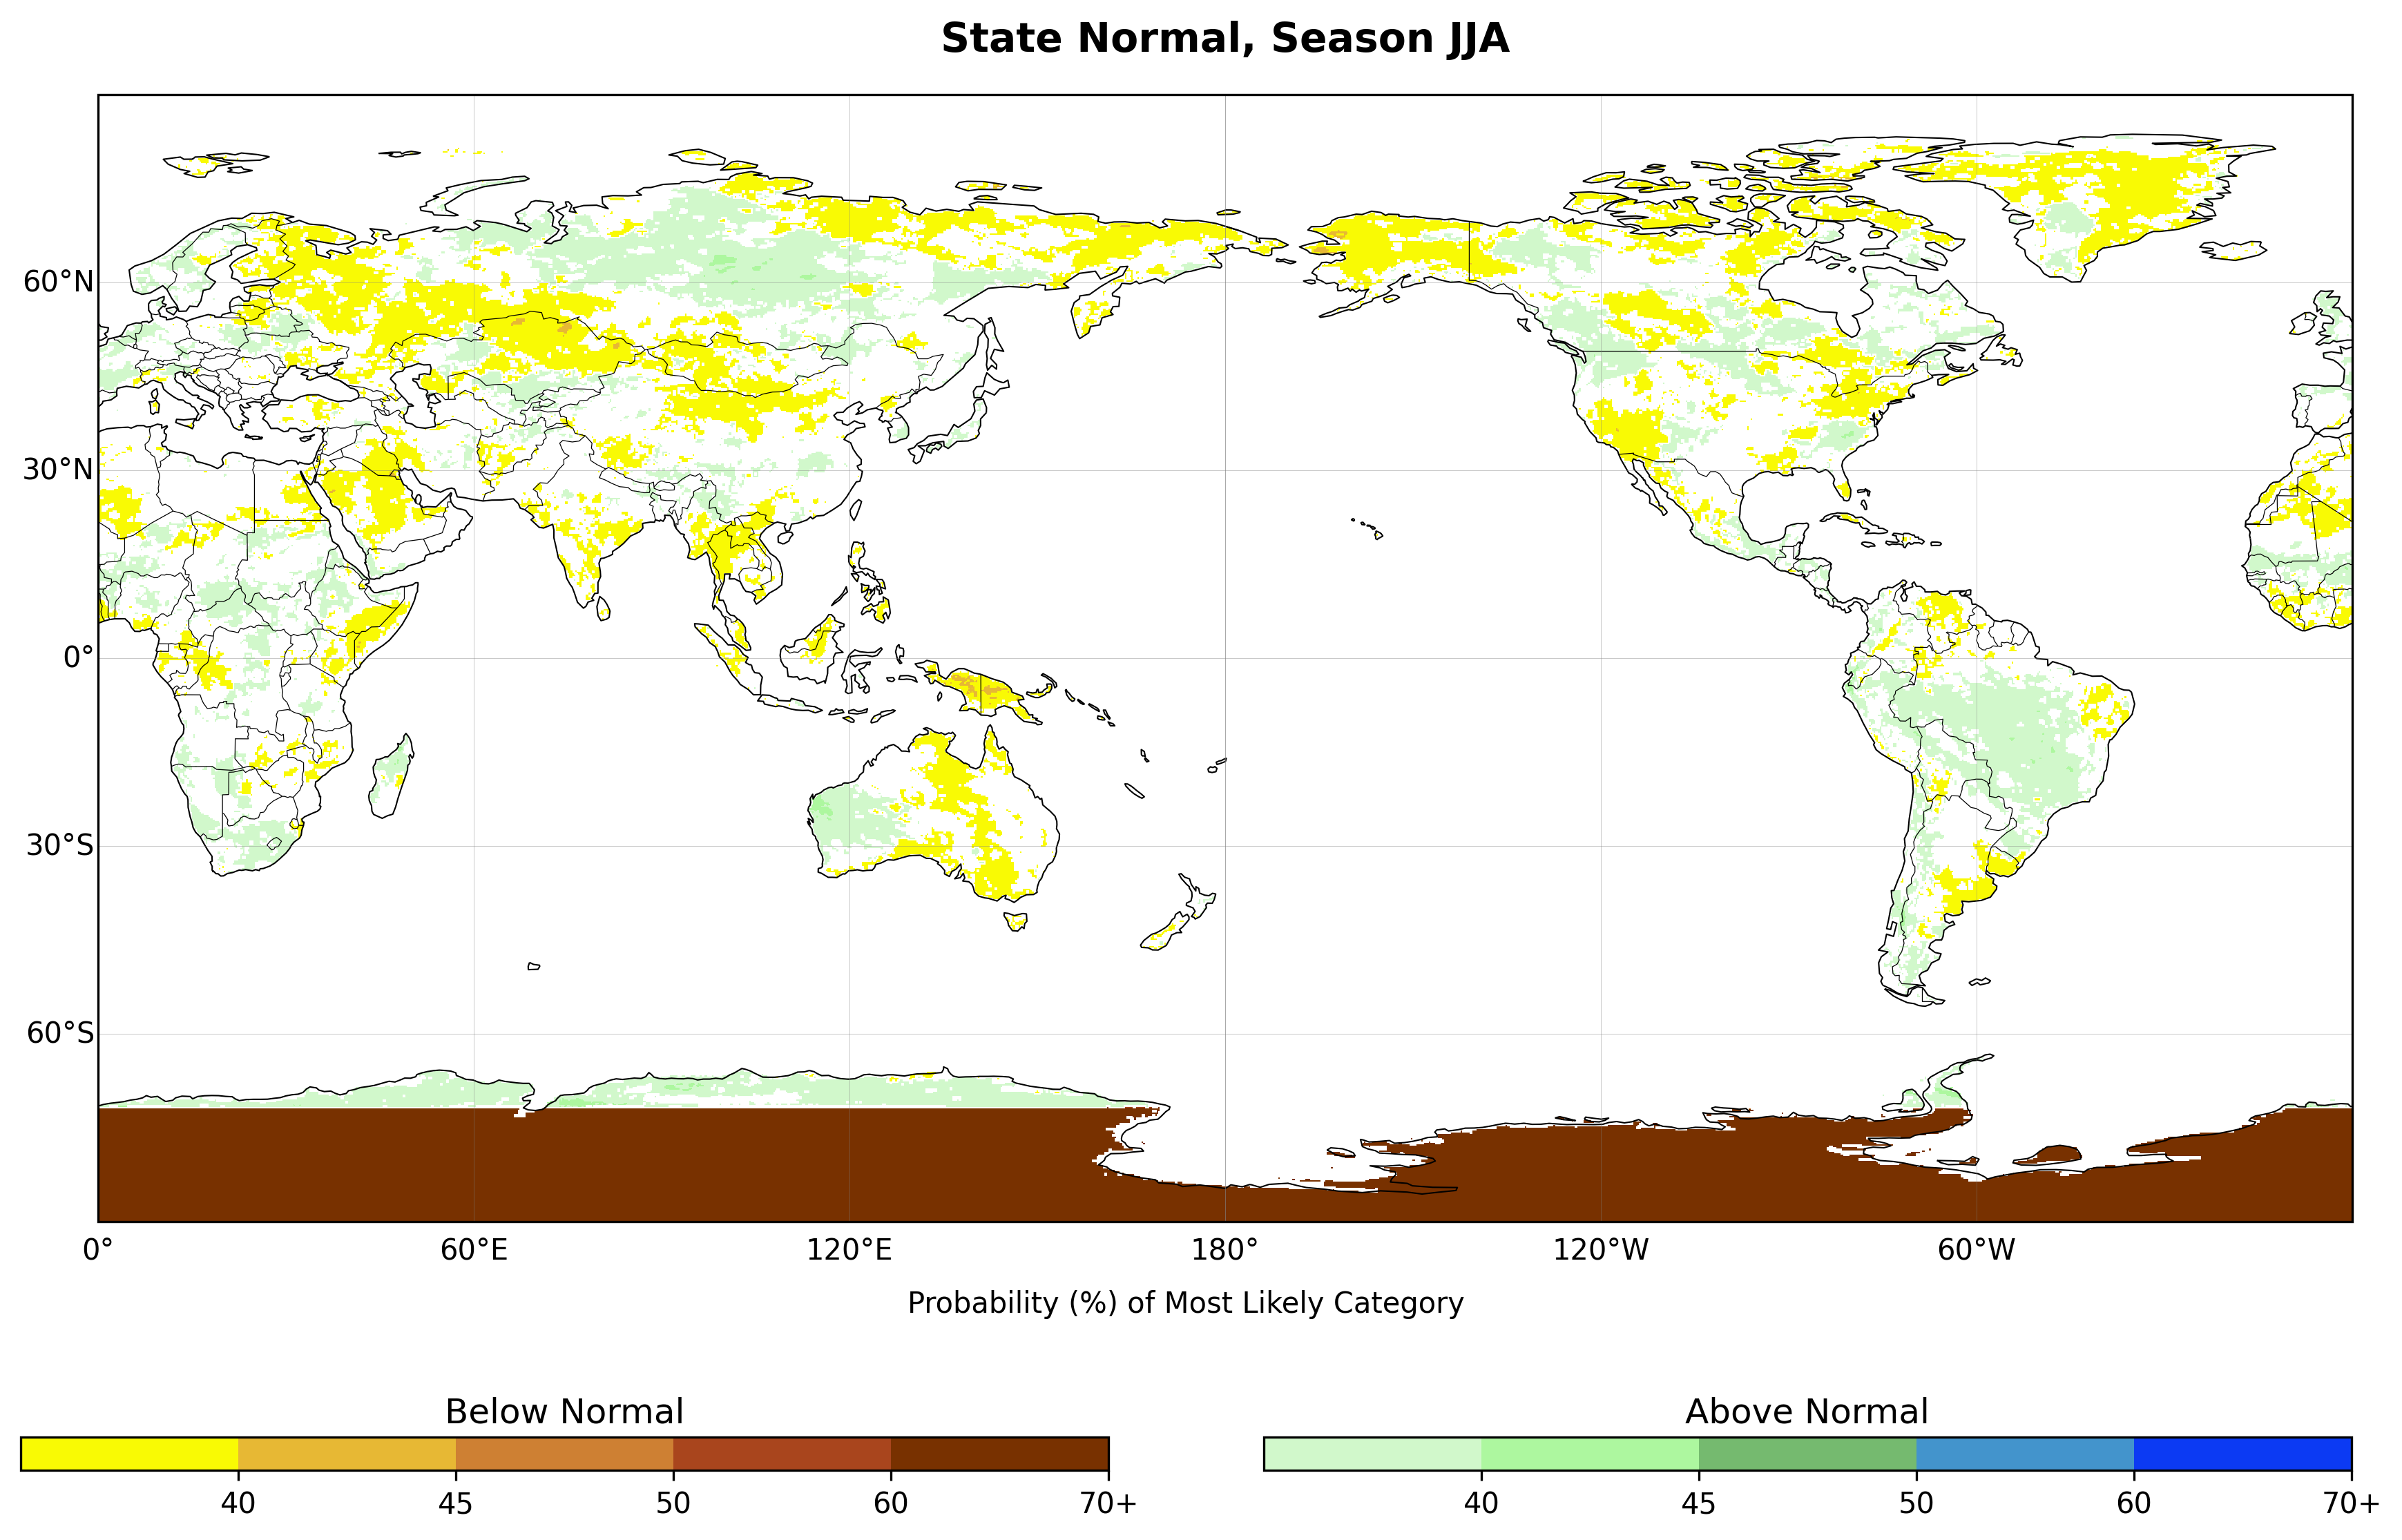 State Normal, Season JJA
60°N
30°N
0°
30°S
60°S
0° 60°E 120°E 180° 120°W 60°W
Probability (%) of Most Likely Category
Below Normal
40 45 50 60 70+
Above Normal
40 45 50 60 70+